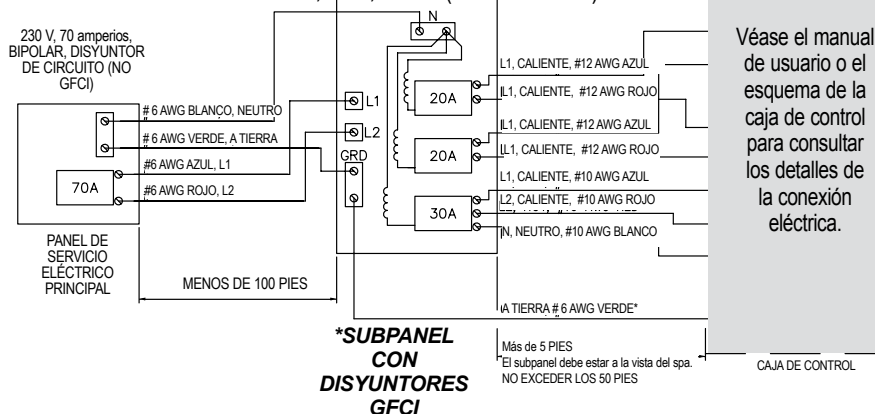 230 V, 70 amperios,
BIPOLAR, DISYUNTOR
DE CIRCUITO (NO
GFCI)
# 6 AWG BLANCO, NEUTRO
# 6 AWG VERDE, A TIERRA
#6 AWG AZUL, L1
#6 AWG ROJO, L2
70A
PANEL DE
SERVICIO
ELÉCTRICO
PRINCIPAL
MENOS DE 100 PIES
N
L1
L2
GRD
20A
20A
30A
L1, CALIENTE, #12 AWG AZUL
L1, CALIENTE, #12 AWG ROJO
L1, CALIENTE, #12 AWG AZUL
L1, CALIENTE, #12 AWG ROJO
L1, CALIENTE, #10 AWG AZUL
L2, CALIENTE, #10 AWG ROJO
N, NEUTRO, #10 AWG BLANCO
A TIERRA # 6 AWG VERDE*
*SUBPANEL
CON
DISYUNTORES
GFCI
Más de 5 PIES
El subpanel debe estar a la vista del spa.
NO EXCEDER LOS 50 PIES
Véase el manual
de usuario o el
esquema de la
caja de control
para consultar
los detalles de
la conexión
eléctrica.
CAJA DE CONTROL